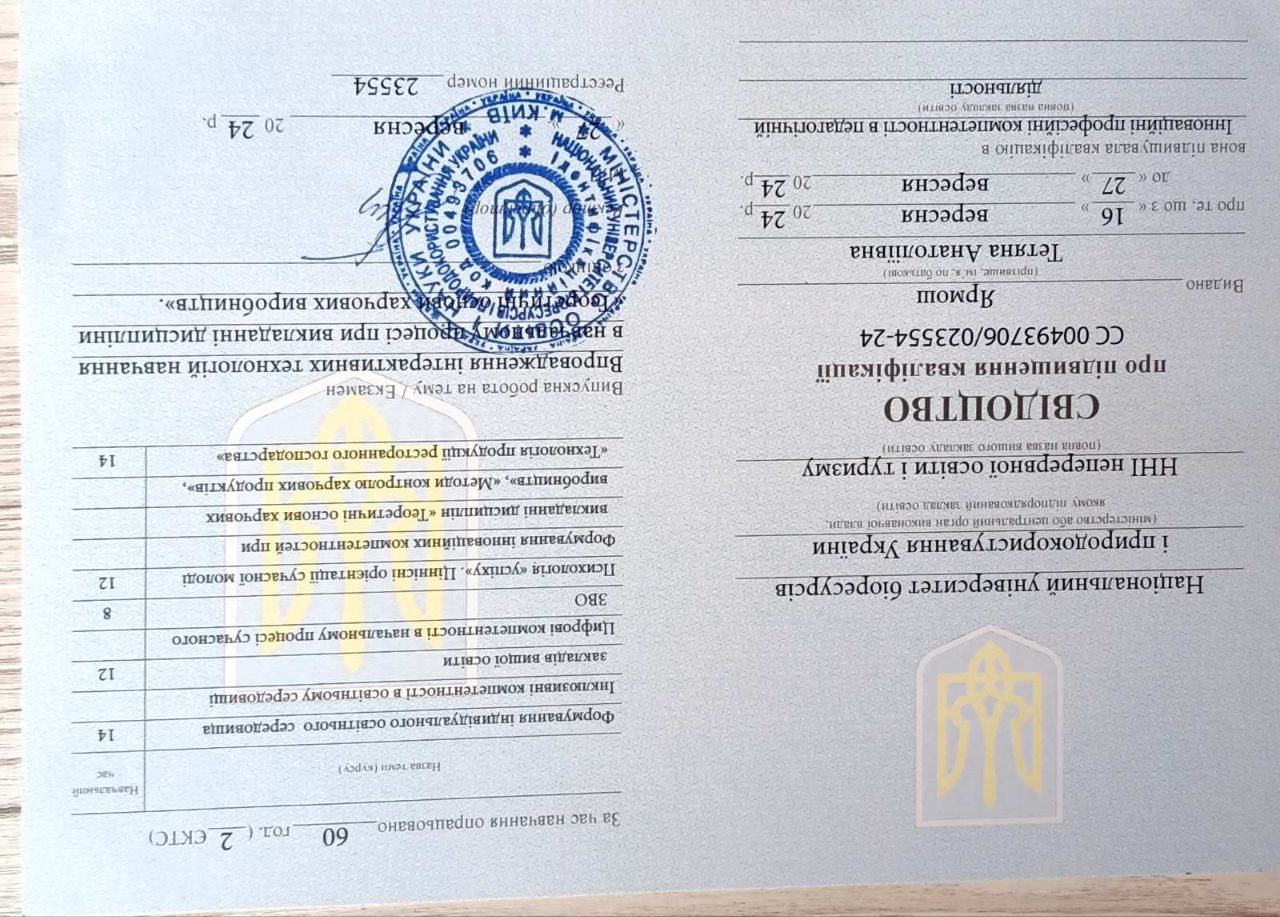 Національний університет біоресурсів
і природокористування України
(міністерство або центральний орган виконавчої влади,
якому підпорядкований заклад освіти)
ННІ неперервної освіти і туризму
(повна назва вищого закладу освіти)
СВІДОЦТВО
про підвищення кваліфікації
СС 00493706/023554-24
Видано Ярмош
(прізвище, ім'я, по батькові)
Тетяна Анатоліївна
про те, що з « 16 » вересня 20 24 р.
до « 27 » вересня 20 24 р.
вона підвищувала кваліфікацію в
Інноваційні професійні компетентності в педагогічній
(повна назва закладу освіти)
діяльності
За час навчання опрацьовано 60 год. ( 2 ЄКТС)
Назва теми (курсу) Навчальний час
Формування індивідуального освітнього середовища 14
Інклюзивні компетентності в освітньому середовищі
закладів вищої освіти 12
Цифрові компетентності в начальному процесі сучасного
ЗВО 8
Психологія «успіху». Ціннісні орієнтації сучасної молоді 12
Формування інноваційних компетентностей при
викладанні дисциплін «Теоретичні основи харчових
виробництв», «Методи контролю харчових продуктів»,
«Технологія продукції ресторанного господарства» 14
Випускна робота на тему / Екзамен
Впровадження інтерактивних технологій навчання
в навчальному процесі при викладанні дисципліни
«Теоретичні основи харчових виробництв».
« 27 » вересня 20 24 р.
Реєстраційний номер 23554
МІНІСТЕРСТВО ОСВІТИ І НАУКИ УКРАЇНИ * М.КИЇВ *
НАЦІОНАЛЬНИЙ УНІВЕРСИТЕТ БІОРЕСУРСІВ І ПРИРОДОКОРИСТУВАННЯ УКРАЇНИ
Ідентифікаційний код 00493706